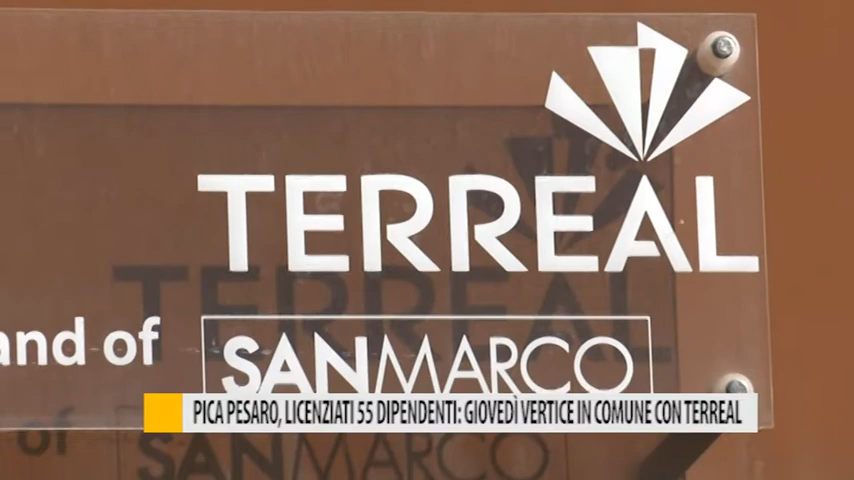 TERREAL
and of
SANMARCO
PICA PESARO, LICENZIATI 55 DIPENDENTI: GIOVEDÌ VERTICE IN COMUNE CON TERREAL